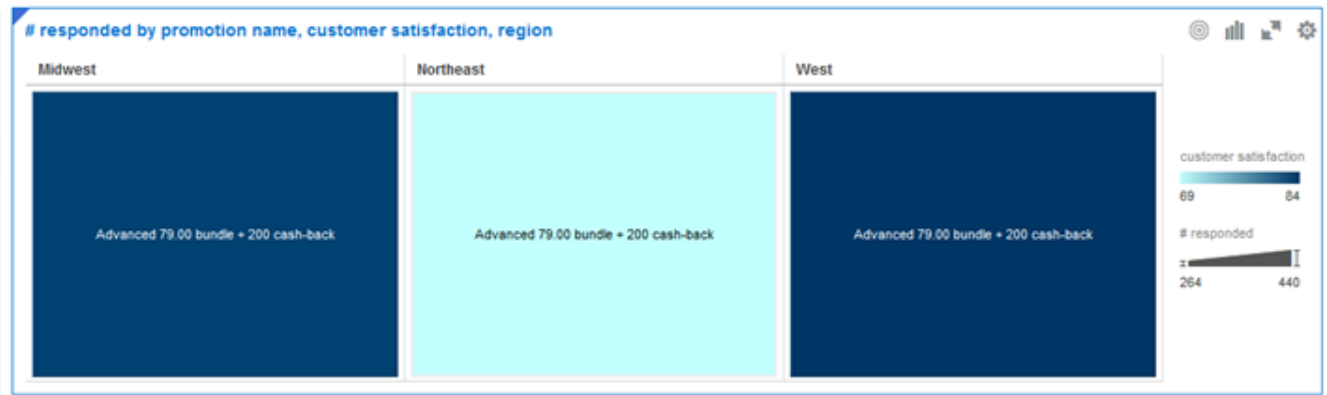 # responded by promotion name, customer satisfaction, region
Midwest
Northeast
West
Advanced 79.00 bundle + 200 cash-back
Advanced 79.00 bundle + 200 cash-back
Advanced 79.00 bundle + 200 cash-back
customer satisfaction
69 84
# responded
264 440